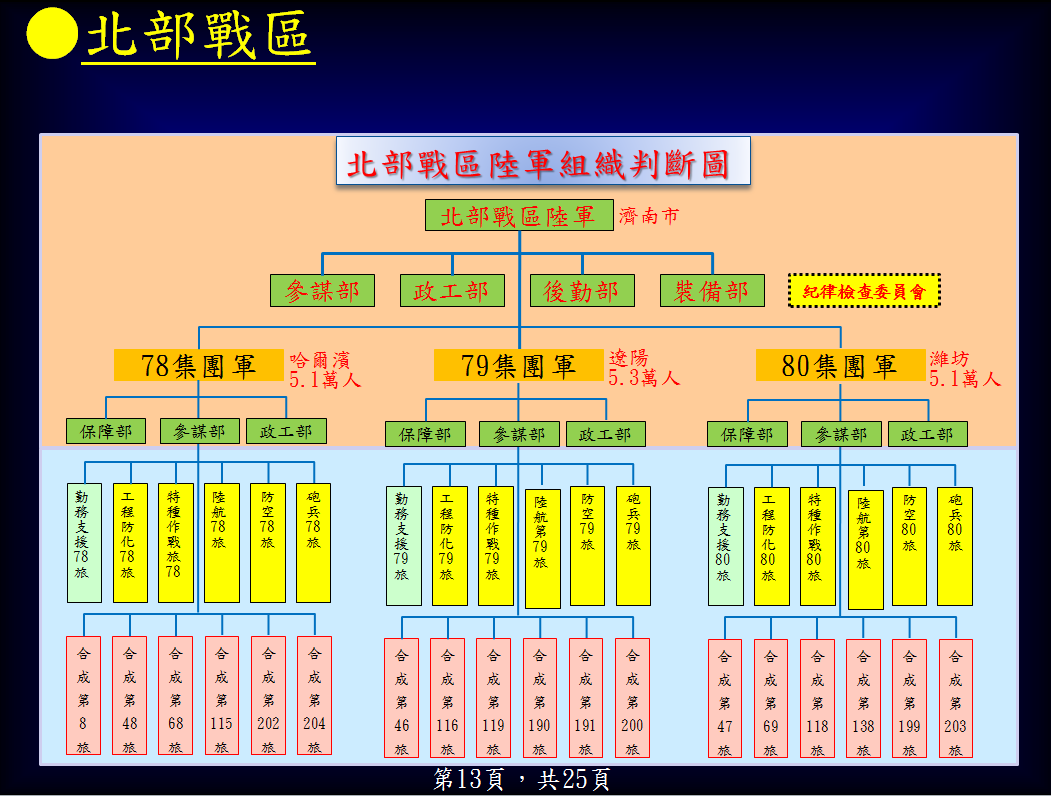 ●北部戰區
北部戰區陸軍組織判斷圖
北部戰區陸軍 濟南市
參謀部 政工部 後勤部 裝備部 紀律檢查委員會
78集團軍 哈爾濱
5.1萬人
79集團軍 遼陽
5.3萬人
80集團軍 濰坊
5.1萬人
保障部 參謀部 政工部
保障部 參謀部 政工部
保障部 參謀部 政工部
勤務支援78旅
工程防化78旅
特種作戰旅78
陸航78旅
防空78旅
砲兵78旅
勤務支援79旅
工程防化79旅
特種作戰79旅
陸航第79旅
防空79旅
砲兵79旅
勤務支援80旅
工程防化80旅
特種作戰80旅
陸航第80旅
防空80旅
砲兵80旅
合成第8旅
合成第48旅
合成第68旅
合成第115旅
合成第202旅
合成第204旅
合成第46旅
合成第116旅
合成第119旅
合成第190旅
合成第191旅
合成第200旅
合成第47旅
合成第69旅
合成第118旅
合成第138旅
合成第199旅
合成第203旅
第13頁，共25頁